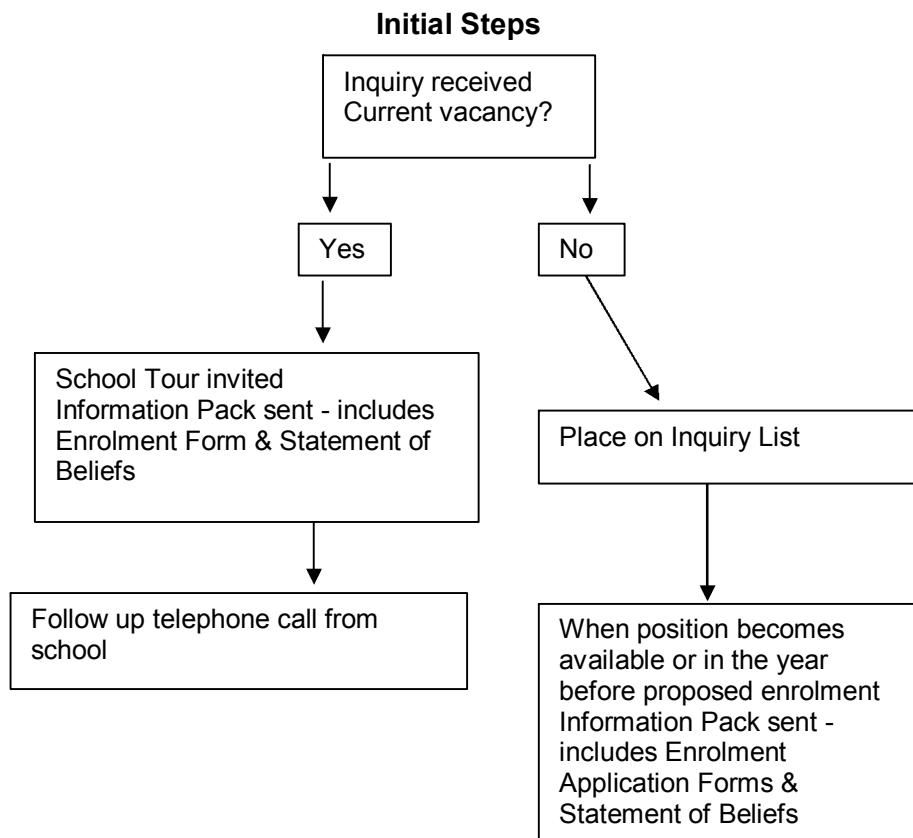 Initial Steps
Inquiry received
Current vacancy?
Yes
No
School Tour invited
Information Pack sent - includes
Enrolment Form & Statement of
Beliefs
Place on Inquiry List
Follow up telephone call from
school
When position becomes
available or in the year
before proposed enrolment
Information Pack sent -
includes Enrolment
Application Forms &
Statement of Beliefs